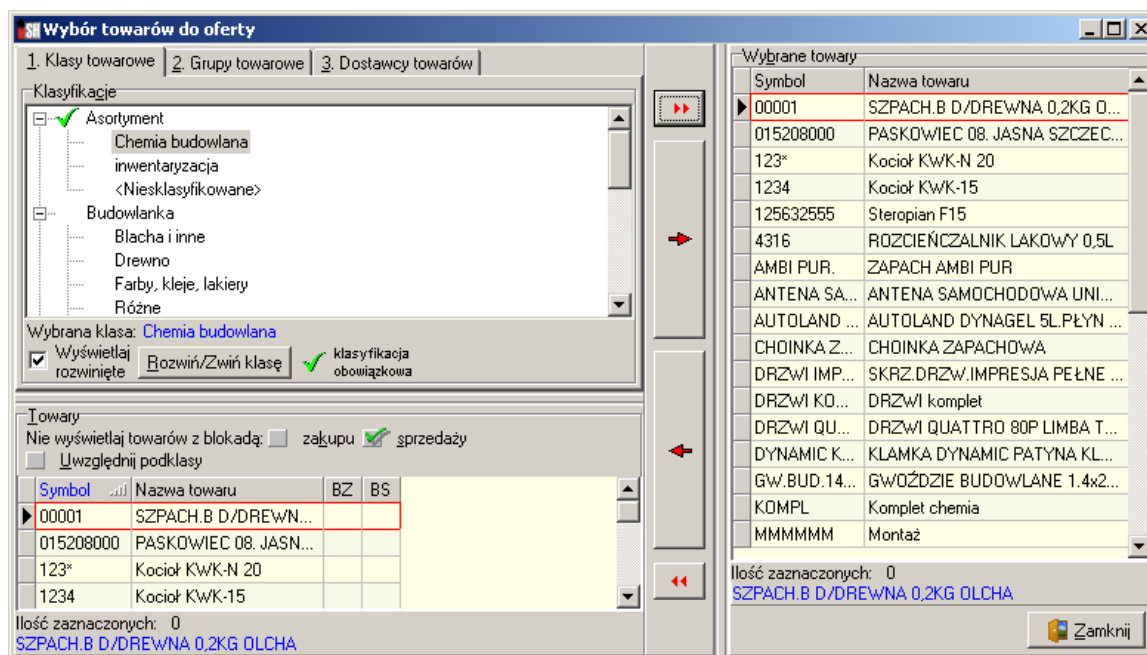 Wybór towarów do oferty
1. Klasy towarowe 2. Grupy towarowe 3. Dostawcy towarów
Klasyfikacje
Asortyment
Chemia budowlana
inwentaryzacja
<Niesklasyfikowane>
Budowlanka
Blacha i inne
Drewno
Farby, kleje, lakiery
Różne
Wybrana klasa: Chemia budowlana
Wyświetlaj rozwinięte
Rozwiń/Zwiń klasę
klasyfikacja obowiązkowa
Towary
Nie wyświetlaj towarów z blokadą: zakupu sprzedaży
Uwzględnij podklasy
Symbol Nazwa towaru BZ BS
00001 SZPACH.B D/DREWN...
015208000 PASKOWIEC 08. JASN...
123* Kocioł KWK-N 20
1234 Kocioł KWK-15
Ilość zaznaczonych: 0
SZPACH.B D/DREWNA 0,2KG OLCHA
Wybrane towary
Symbol Nazwa towaru
00001 SZPACH.B D/DREWNA 0,2KG O...
015208000 PASKOWIEC 08. JASNA SZCZEC...
123* Kocioł KWK-N 20
1234 Kocioł KWK-15
125632555 Steropian F15
4316 ROZCIEŃCZALNIK LAKOWY 0,5L
AMBI PUR. ZAPACH AMBI PUR
ANTENA SA... ANTENA SAMOCHODOWA UNI...
AUTOLAND ... AUTOLAND DYNAGEL 5L.PŁYN ...
CHOINKA Z... CHOINKA ZAPACHOWA
DRZWI IMP... SKRZ.DRZW.IMPRESJA PEŁNE ...
DRZWI KO... DRZWI komplet
DRZWI QU... DRZWI QUATTRO 80P LIMBA T...
DYNAMIC K... KLAMKA DYNAMIC PATYNA KL...
GW.BUD.14... GWOŹDZIE BUDOWLANE 1.4x2...
KOMPL Komplet chemia
MMMMMM Montaż
Ilość zaznaczonych: 0
SZPACH.B D/DREWNA 0,2KG OLCHA
Zamknij